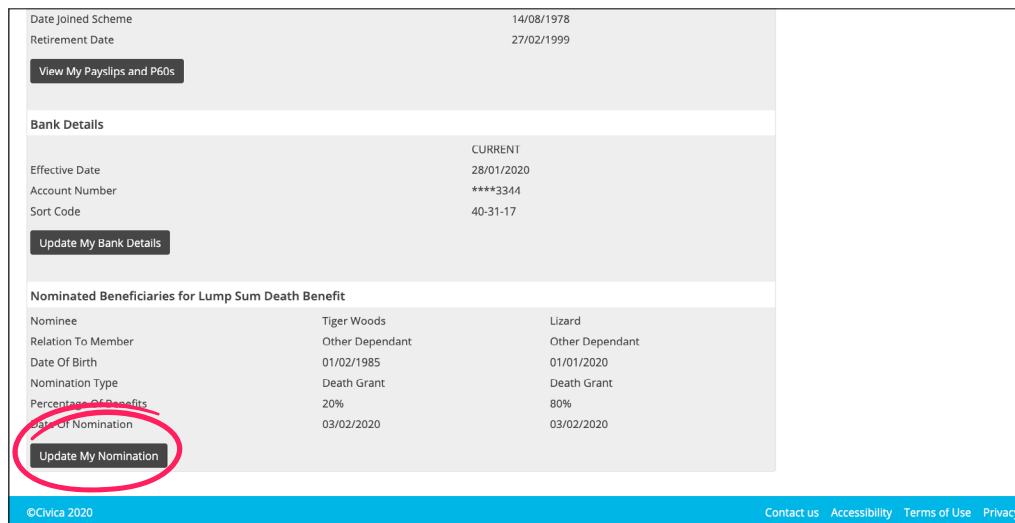 Date Joined Scheme 14/08/1978
Retirement Date 27/02/1999
View My Payslips and P60s
Bank Details
CURRENT
Effective Date 28/01/2020
Account Number ****3344
Sort Code 40-31-17
Update My Bank Details
Nominated Beneficiaries for Lump Sum Death Benefit
Nominee Tiger Woods Lizard
Relation To Member Other Dependant Other Dependant
Date Of Birth 01/02/1985 01/01/2020
Nomination Type Death Grant Death Grant
Percentage Of Benefits 20% 80%
Date Of Nomination 03/02/2020 03/02/2020
Update My Nomination
©Civica 2020 Contact us Accessibility Terms of Use Privacy